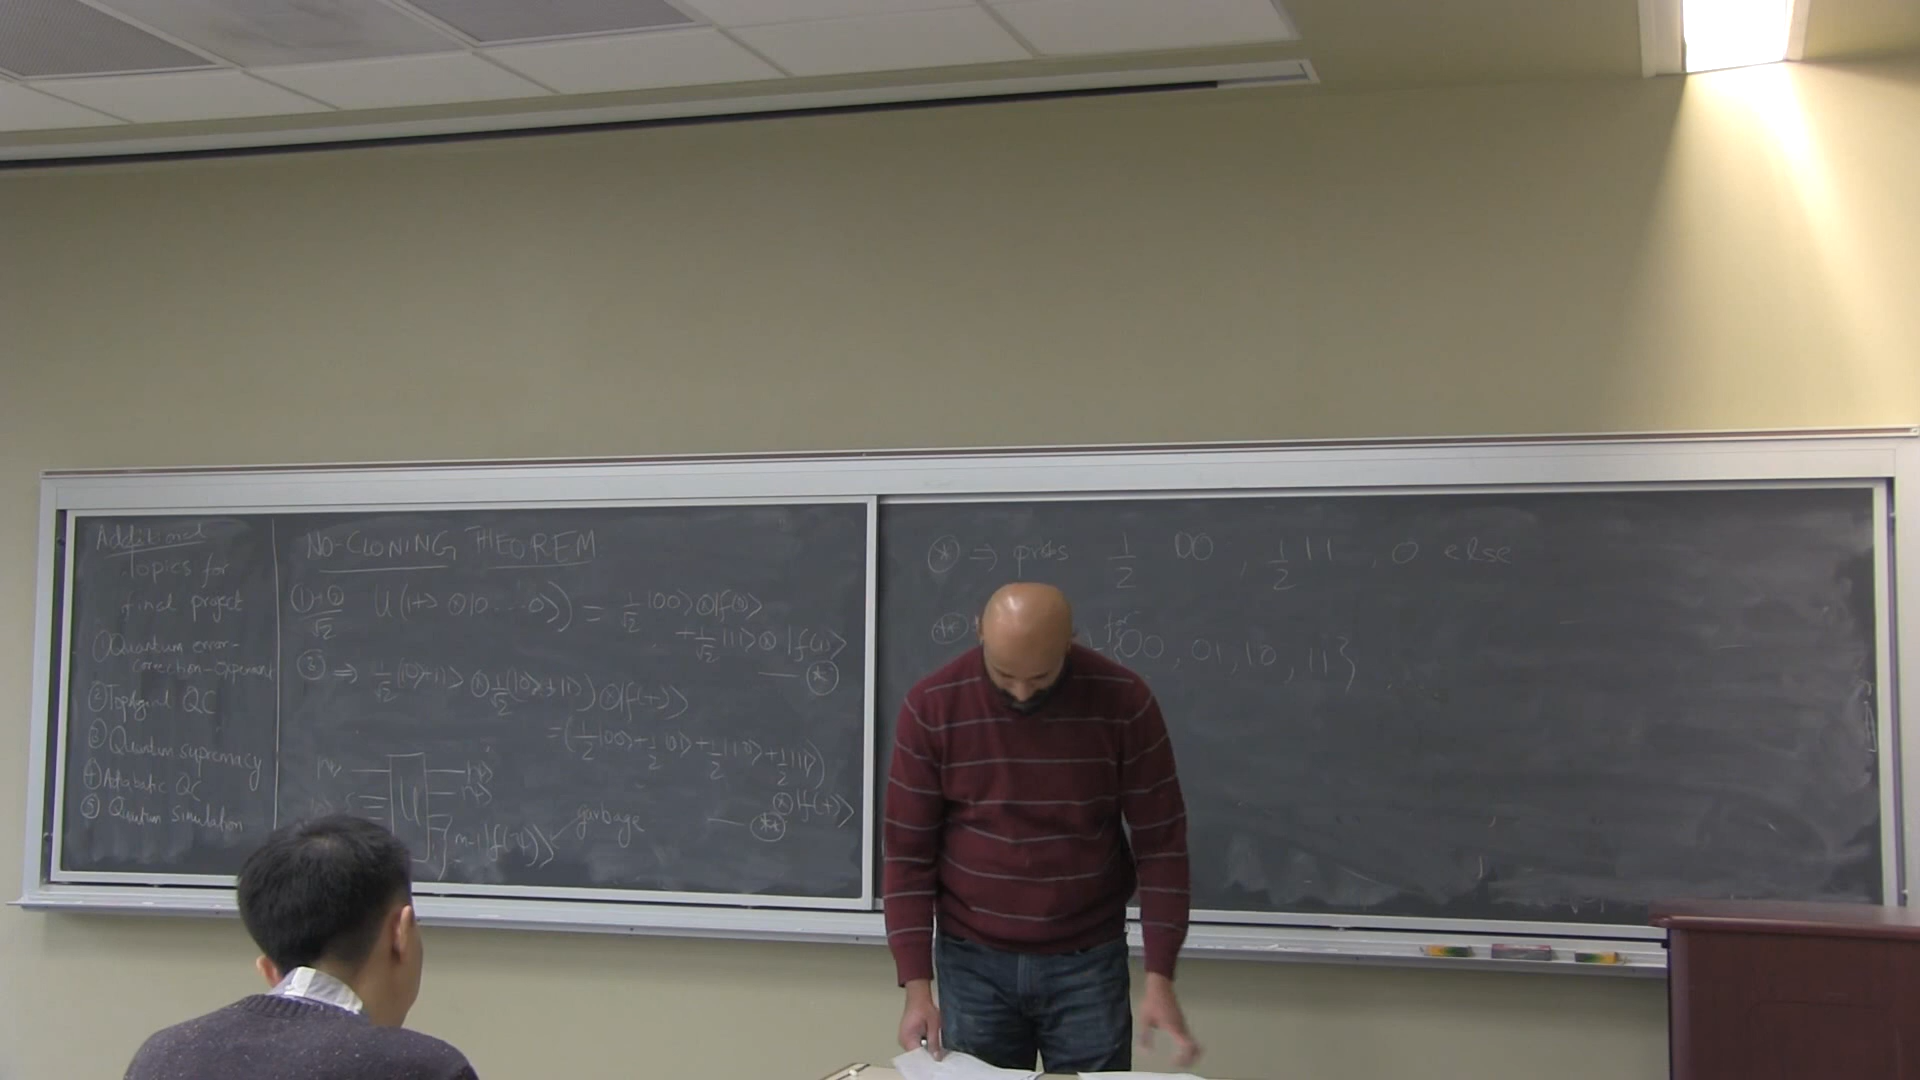 Additional
topics for
final project
① Quantum error-
correction-experiment
② Topological QC
③ Quantum supremacy
④ Adiabatic QC
⑤ Quantum simulation
NO-CLONING THEOREM
(①+②)/√2 U(|+> ⊗|0...0>) = 1/√2 |00>⊗|f(0)>
+ 1/√2 |11>⊗|f(1)>
— ⊛
③ ⇒ 1/√2 (|0>+|1>) ⊗ 1/√2 (|0>+|1>) ⊗|f(+)>
= (1/2|00>+1/2|01>+1/2|10>+1/2|11>)
⊗|f(+)>
— (**)
|ψ> U |ψ>
|ψ>
|f(ψ)> garbage
⊛ ⇒ probs 1/2 00, 1/2 11, 0 else
(**) for {00, 01, 10, 11}